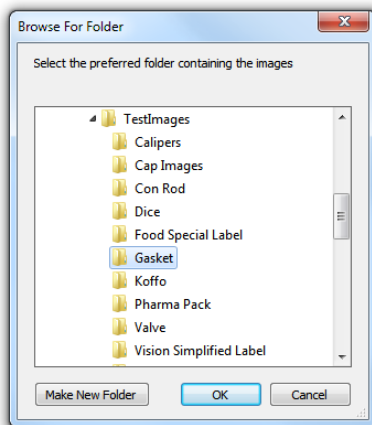 Browse For Folder
Select the preferred folder containing the images
TestImages
Calipers
Cap Images
Con Rod
Dice
Food Special Label
Gasket
Koffo
Pharma Pack
Valve
Vision Simplified Label
Make New Folder
OK
Cancel